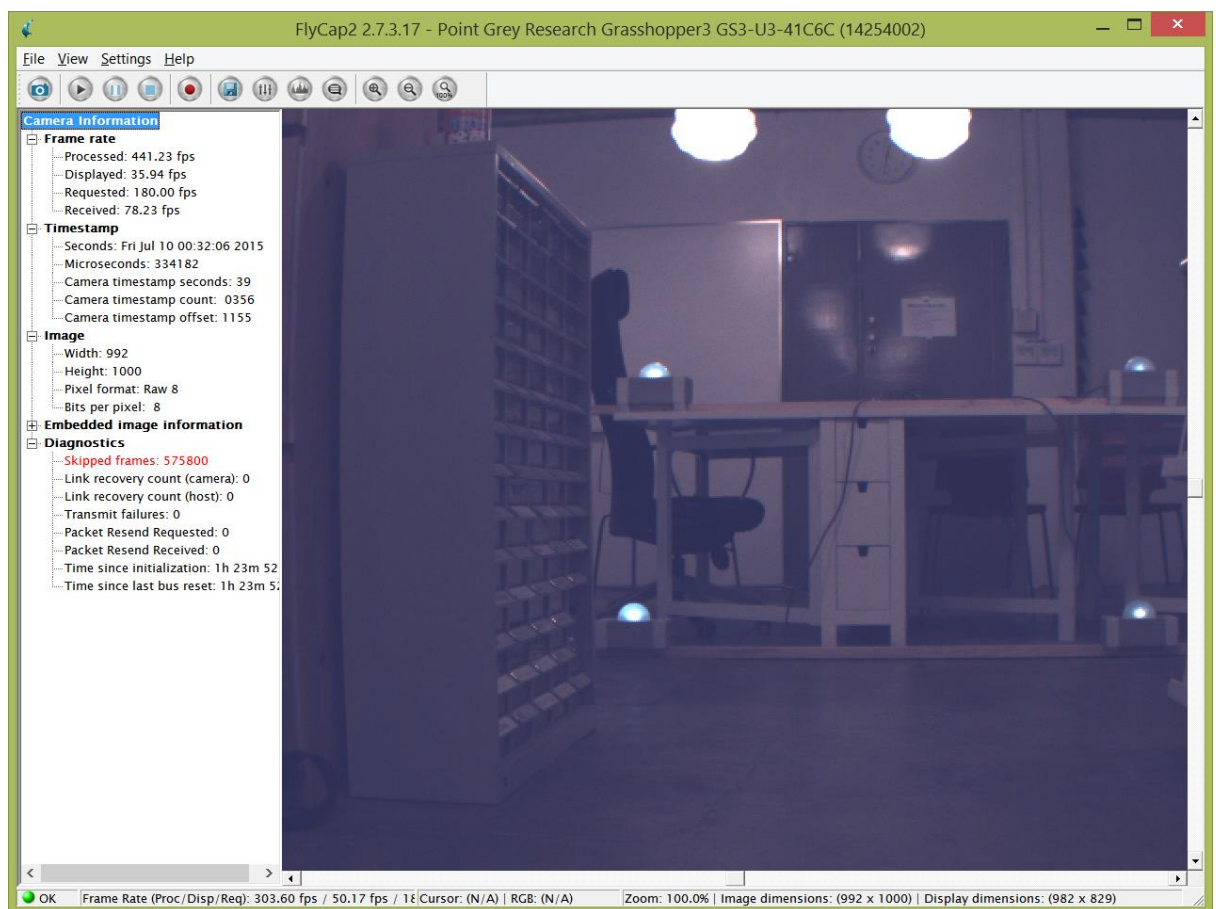 FlyCap2 2.7.3.17 - Point Grey Research Grasshopper3 GS3-U3-41C6C (14254002)
File View Settings Help
100%
Camera Information
Frame rate
Processed: 441.23 fps
Displayed: 35.94 fps
Requested: 180.00 fps
Received: 78.23 fps
Timestamp
Seconds: Fri Jul 10 00:32:06 2015
Microseconds: 334182
Camera timestamp seconds: 39
Camera timestamp count: 0356
Camera timestamp offset: 1155
Image
Width: 992
Height: 1000
Pixel format: Raw 8
Bits per pixel: 8
Embedded image information
Diagnostics
Skipped frames: 575800
Link recovery count (camera): 0
Link recovery count (host): 0
Transmit failures: 0
Packet Resend Requested: 0
Packet Resend Received: 0
Time since initialization: 1h 23m 52
Time since last bus reset: 1h 23m 52
OK Frame Rate (Proc/Disp/Req): 303.60 fps / 50.17 fps / 18 Cursor: (N/A) | RGB: (N/A) Zoom: 100.0% | Image dimensions: (992 x 1000) | Display dimensions: (982 x 829)